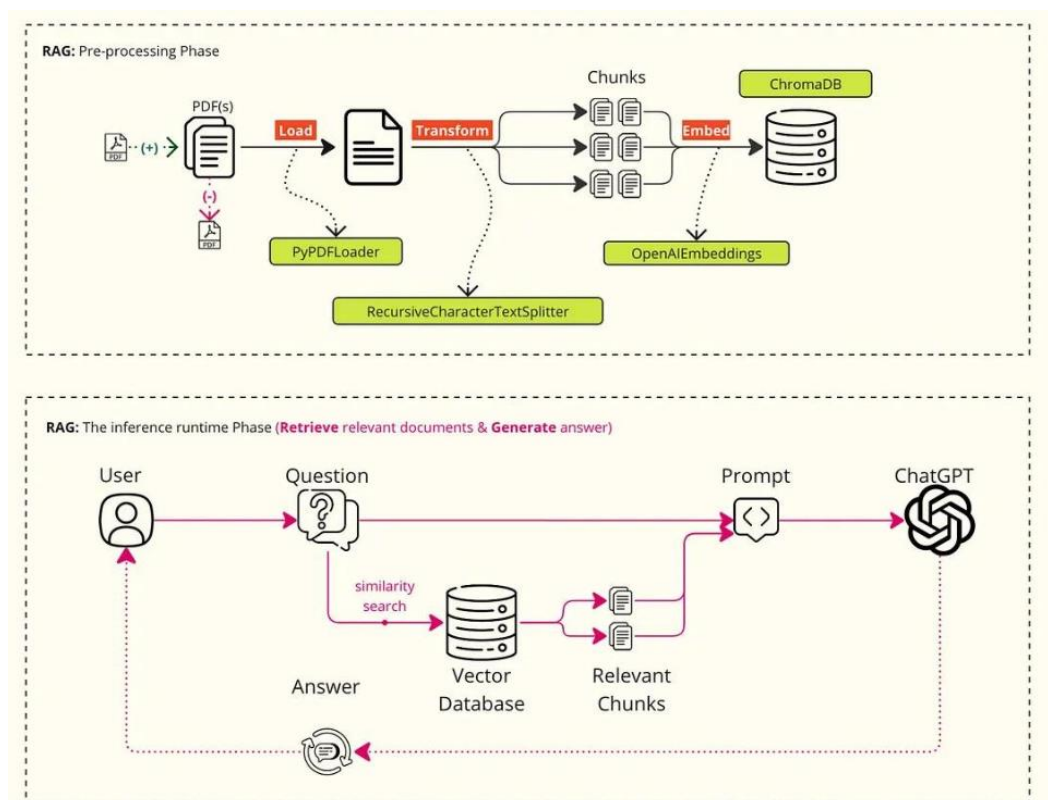 RAG: Pre-processing Phase
Chunks
ChromaDB
PDF(s)
Load
Transform
Embed
PDF
(+)
(-)
PDF
PyPDFLoader
OpenAIEmbeddings
RecursiveCharacterTextSplitter
RAG: The inference runtime Phase (Retrieve relevant documents & Generate answer)
User
Question
Prompt
ChatGPT
similarity
search
Answer
Vector
Database
Relevant
Chunks